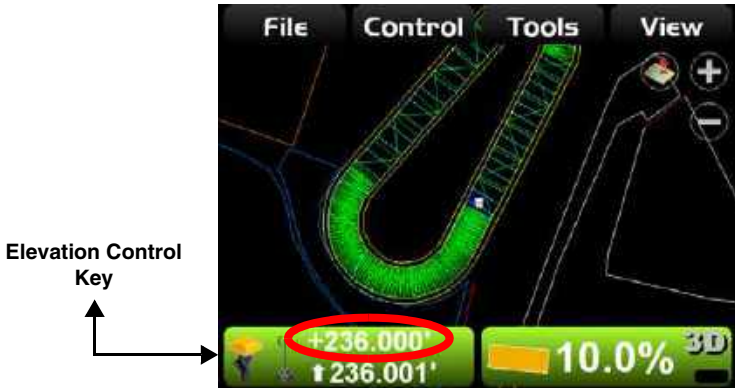 File Control Tools View
Elevation Control
Key
+236.000'
⬆236.001'
10.0%
3D